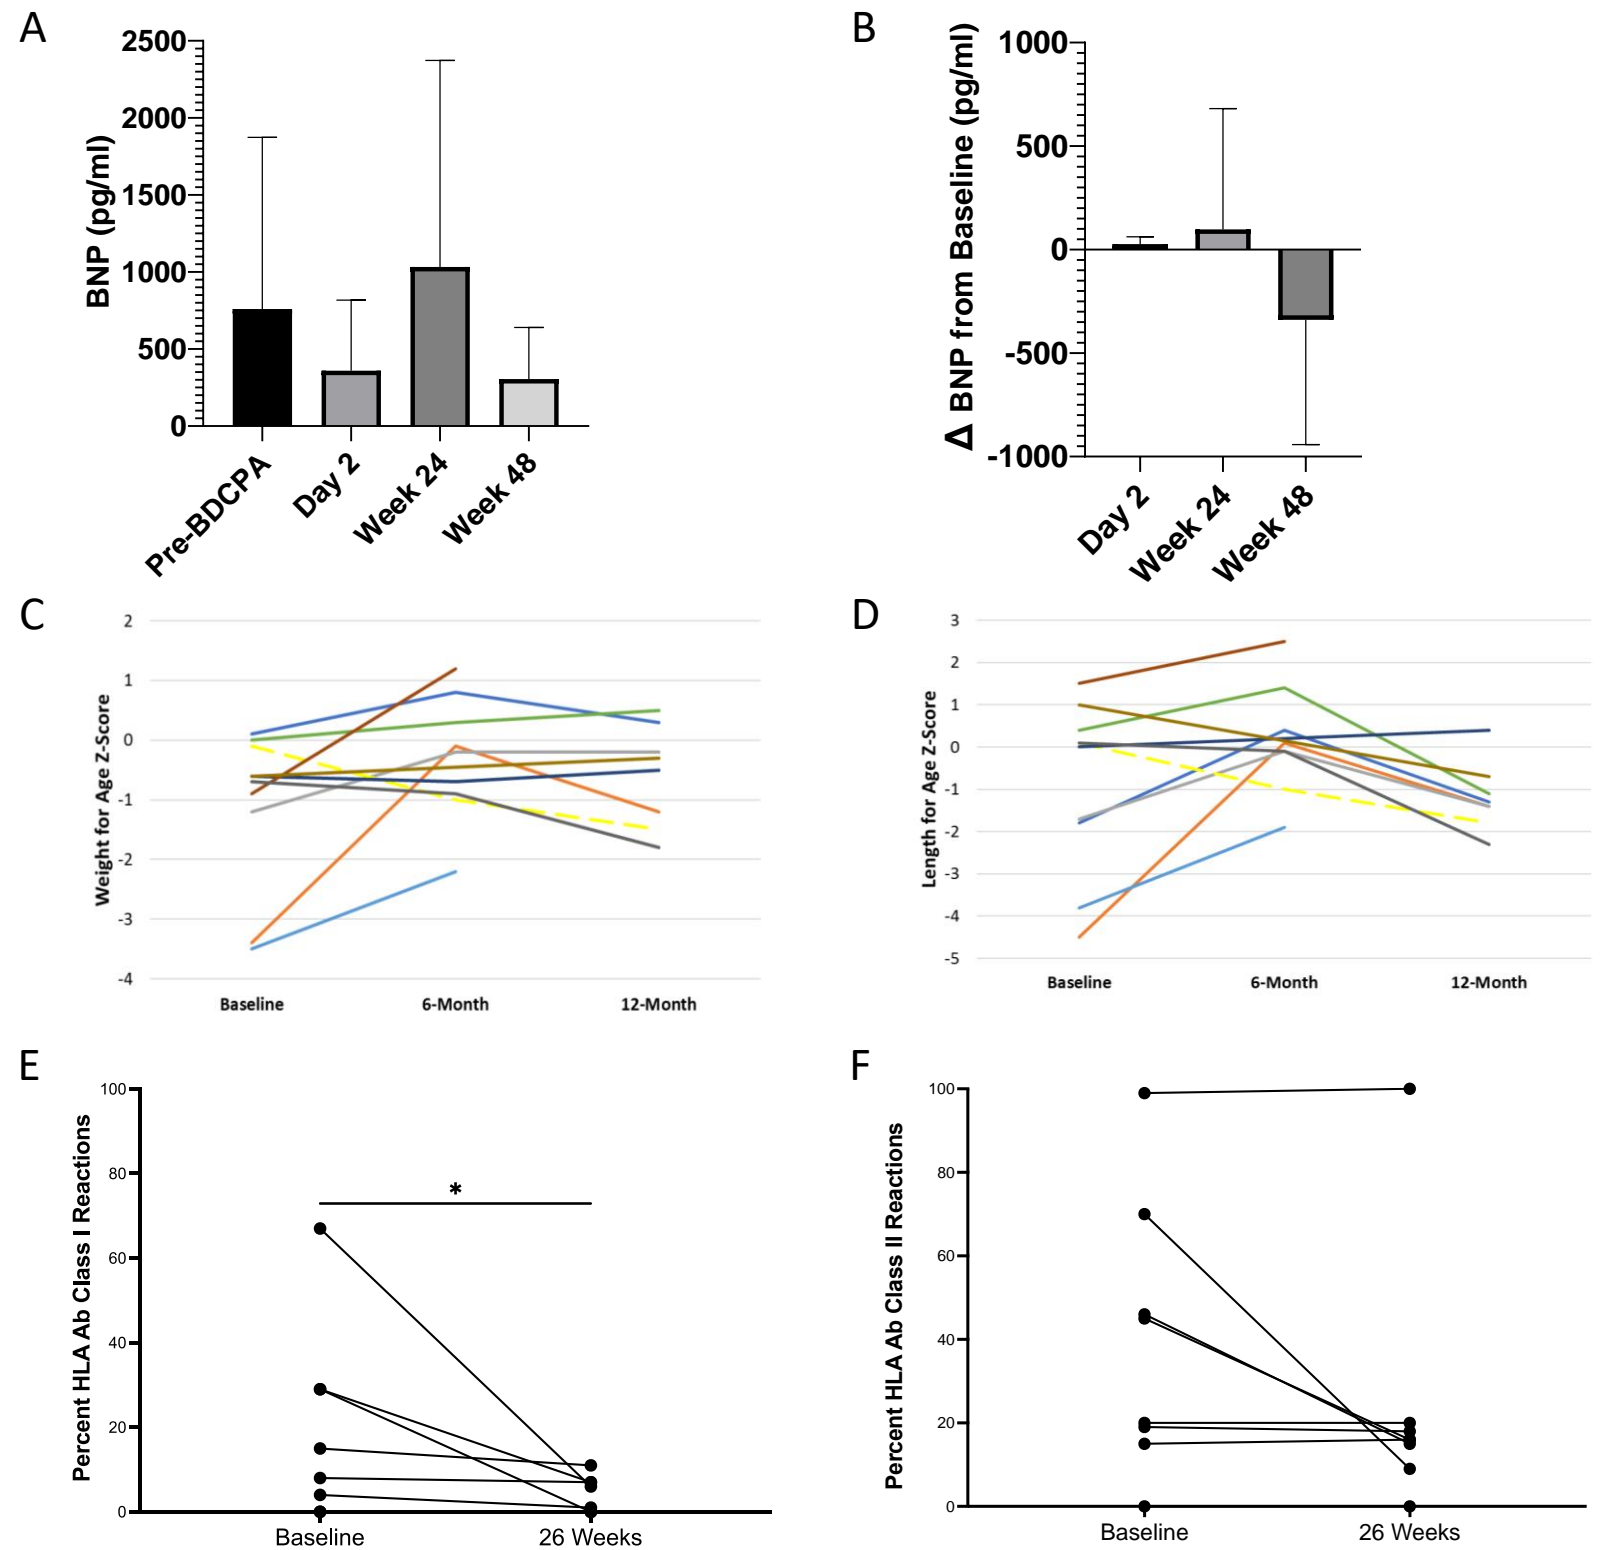 A
BNP (pg/ml)
2500
2000
1500
1000
500
0
Pre-BDCPA
Day 2
Week 24
Week 48
B
Δ BNP from Baseline (pg/ml)
1000
500
0
-500
-1000
Day 2
Week 24
Week 48
C
Weight for Age Z-Score
2
1
0
-1
-2
-3
-4
Baseline
6-Month
12-Month
D
Length for Age Z-Score
3
2
1
0
-1
-2
-3
-4
-5
Baseline
6-Month
12-Month
E
Percent HLA Ab Class I Reactions
100
80
60
40
20
0
*
Baseline
26 Weeks
F
Percent HLA Ab Class II Reactions
100
80
60
40
20
0
Baseline
26 Weeks